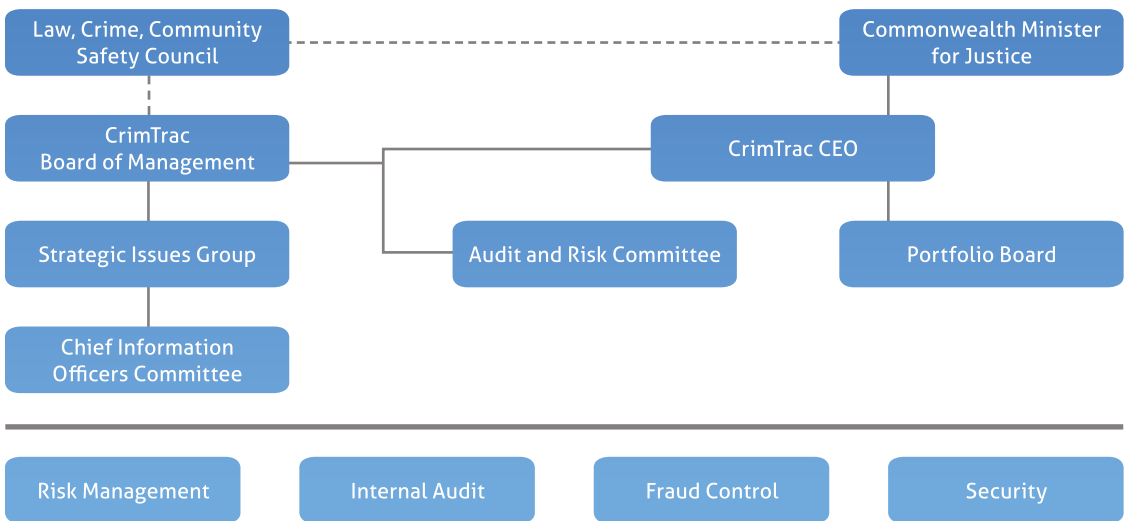 Law, Crime, Community
Safety Council
Commonwealth Minister
for Justice
CrimTrac
Board of Management
CrimTrac CEO
Strategic Issues Group
Audit and Risk Committee
Portfolio Board
Chief Information
Officers Committee
Risk Management
Internal Audit
Fraud Control
Security